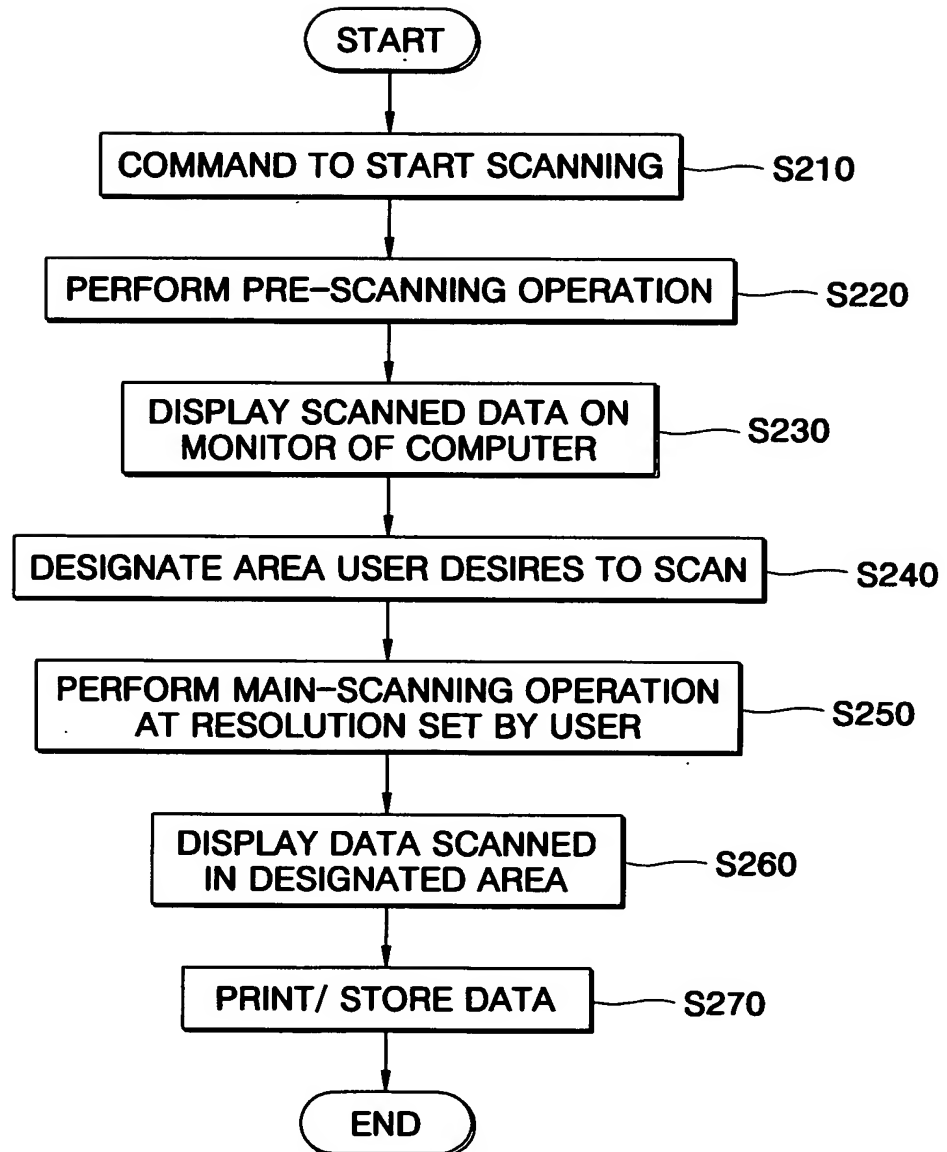 START
COMMAND TO START SCANNING
S210
PERFORM PRE-SCANNING OPERATION
S220
DISPLAY SCANNED DATA ON
MONITOR OF COMPUTER
S230
DESIGNATE AREA USER DESIRES TO SCAN
S240
PERFORM MAIN-SCANNING OPERATION
AT RESOLUTION SET BY USER
S250
DISPLAY DATA SCANNED
IN DESIGNATED AREA
S260
PRINT/ STORE DATA
S270
END